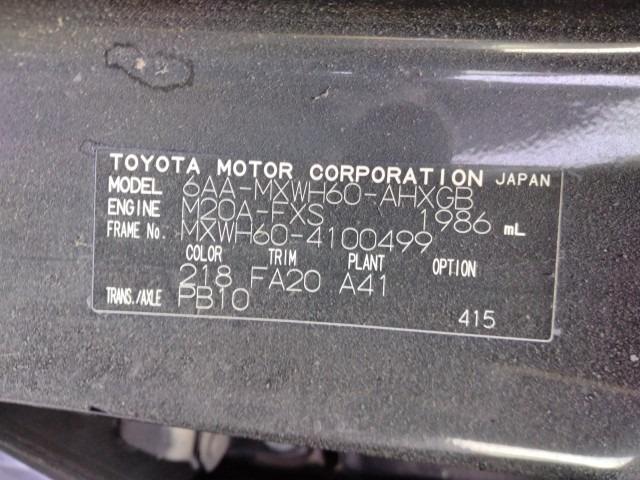 TOYOTA MOTOR CORPORATION JAPAN
MODEL 6AA-MXWH60-AHXGB
ENGINE M20A-FXS 1986 mL
FRAME No. MXWH60-4100499
COLOR TRIM PLANT OPTION
218 FA20 A41
TRANS./AXLE PB10
415